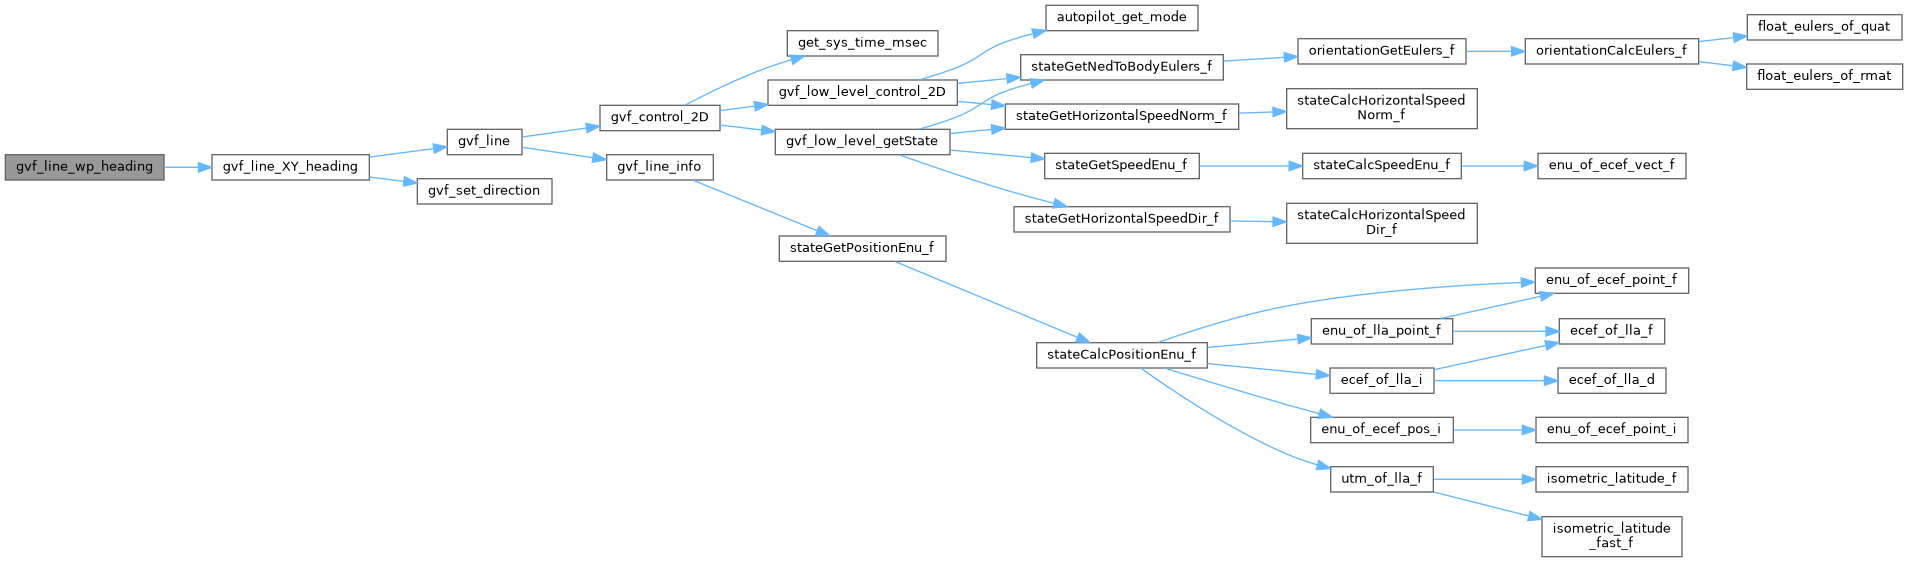 gvf_line_wp_heading
gvf_line_XY_heading
gvf_line
gvf_set_direction
gvf_control_2D
gvf_line_info
get_sys_time_msec
gvf_low_level_control_2D
gvf_low_level_getState
stateGetPositionEnu_f
autopilot_get_mode
stateGetNedToBodyEulers_f
stateGetHorizontalSpeedNorm_f
stateGetSpeedEnu_f
stateGetHorizontalSpeedDir_f
stateCalcPositionEnu_f
orientationGetEulers_f
stateCalcHorizontalSpeed
Norm_f
stateCalcSpeedEnu_f
stateCalcHorizontalSpeed
Dir_f
enu_of_lla_point_f
ecef_of_lla_i
enu_of_ecef_pos_i
utm_of_lla_f
orientationCalcEulers_f
enu_of_ecef_vect_f
enu_of_ecef_point_f
ecef_of_lla_f
ecef_of_lla_d
enu_of_ecef_point_i
isometric_latitude_f
isometric_latitude
_fast_f
float_eulers_of_quat
float_eulers_of_rmat